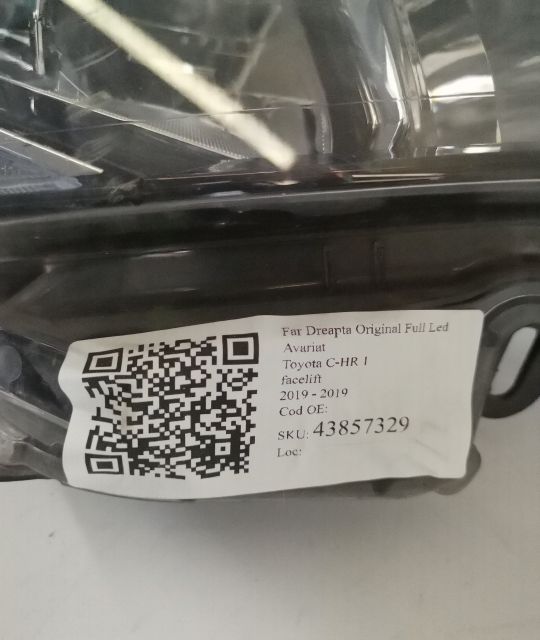 Far Dreapta Original Full Led
Avariat
Toyota C-HR 1
facelift
2019 - 2019
Cod OE:
SKU: 43857329
Loc: